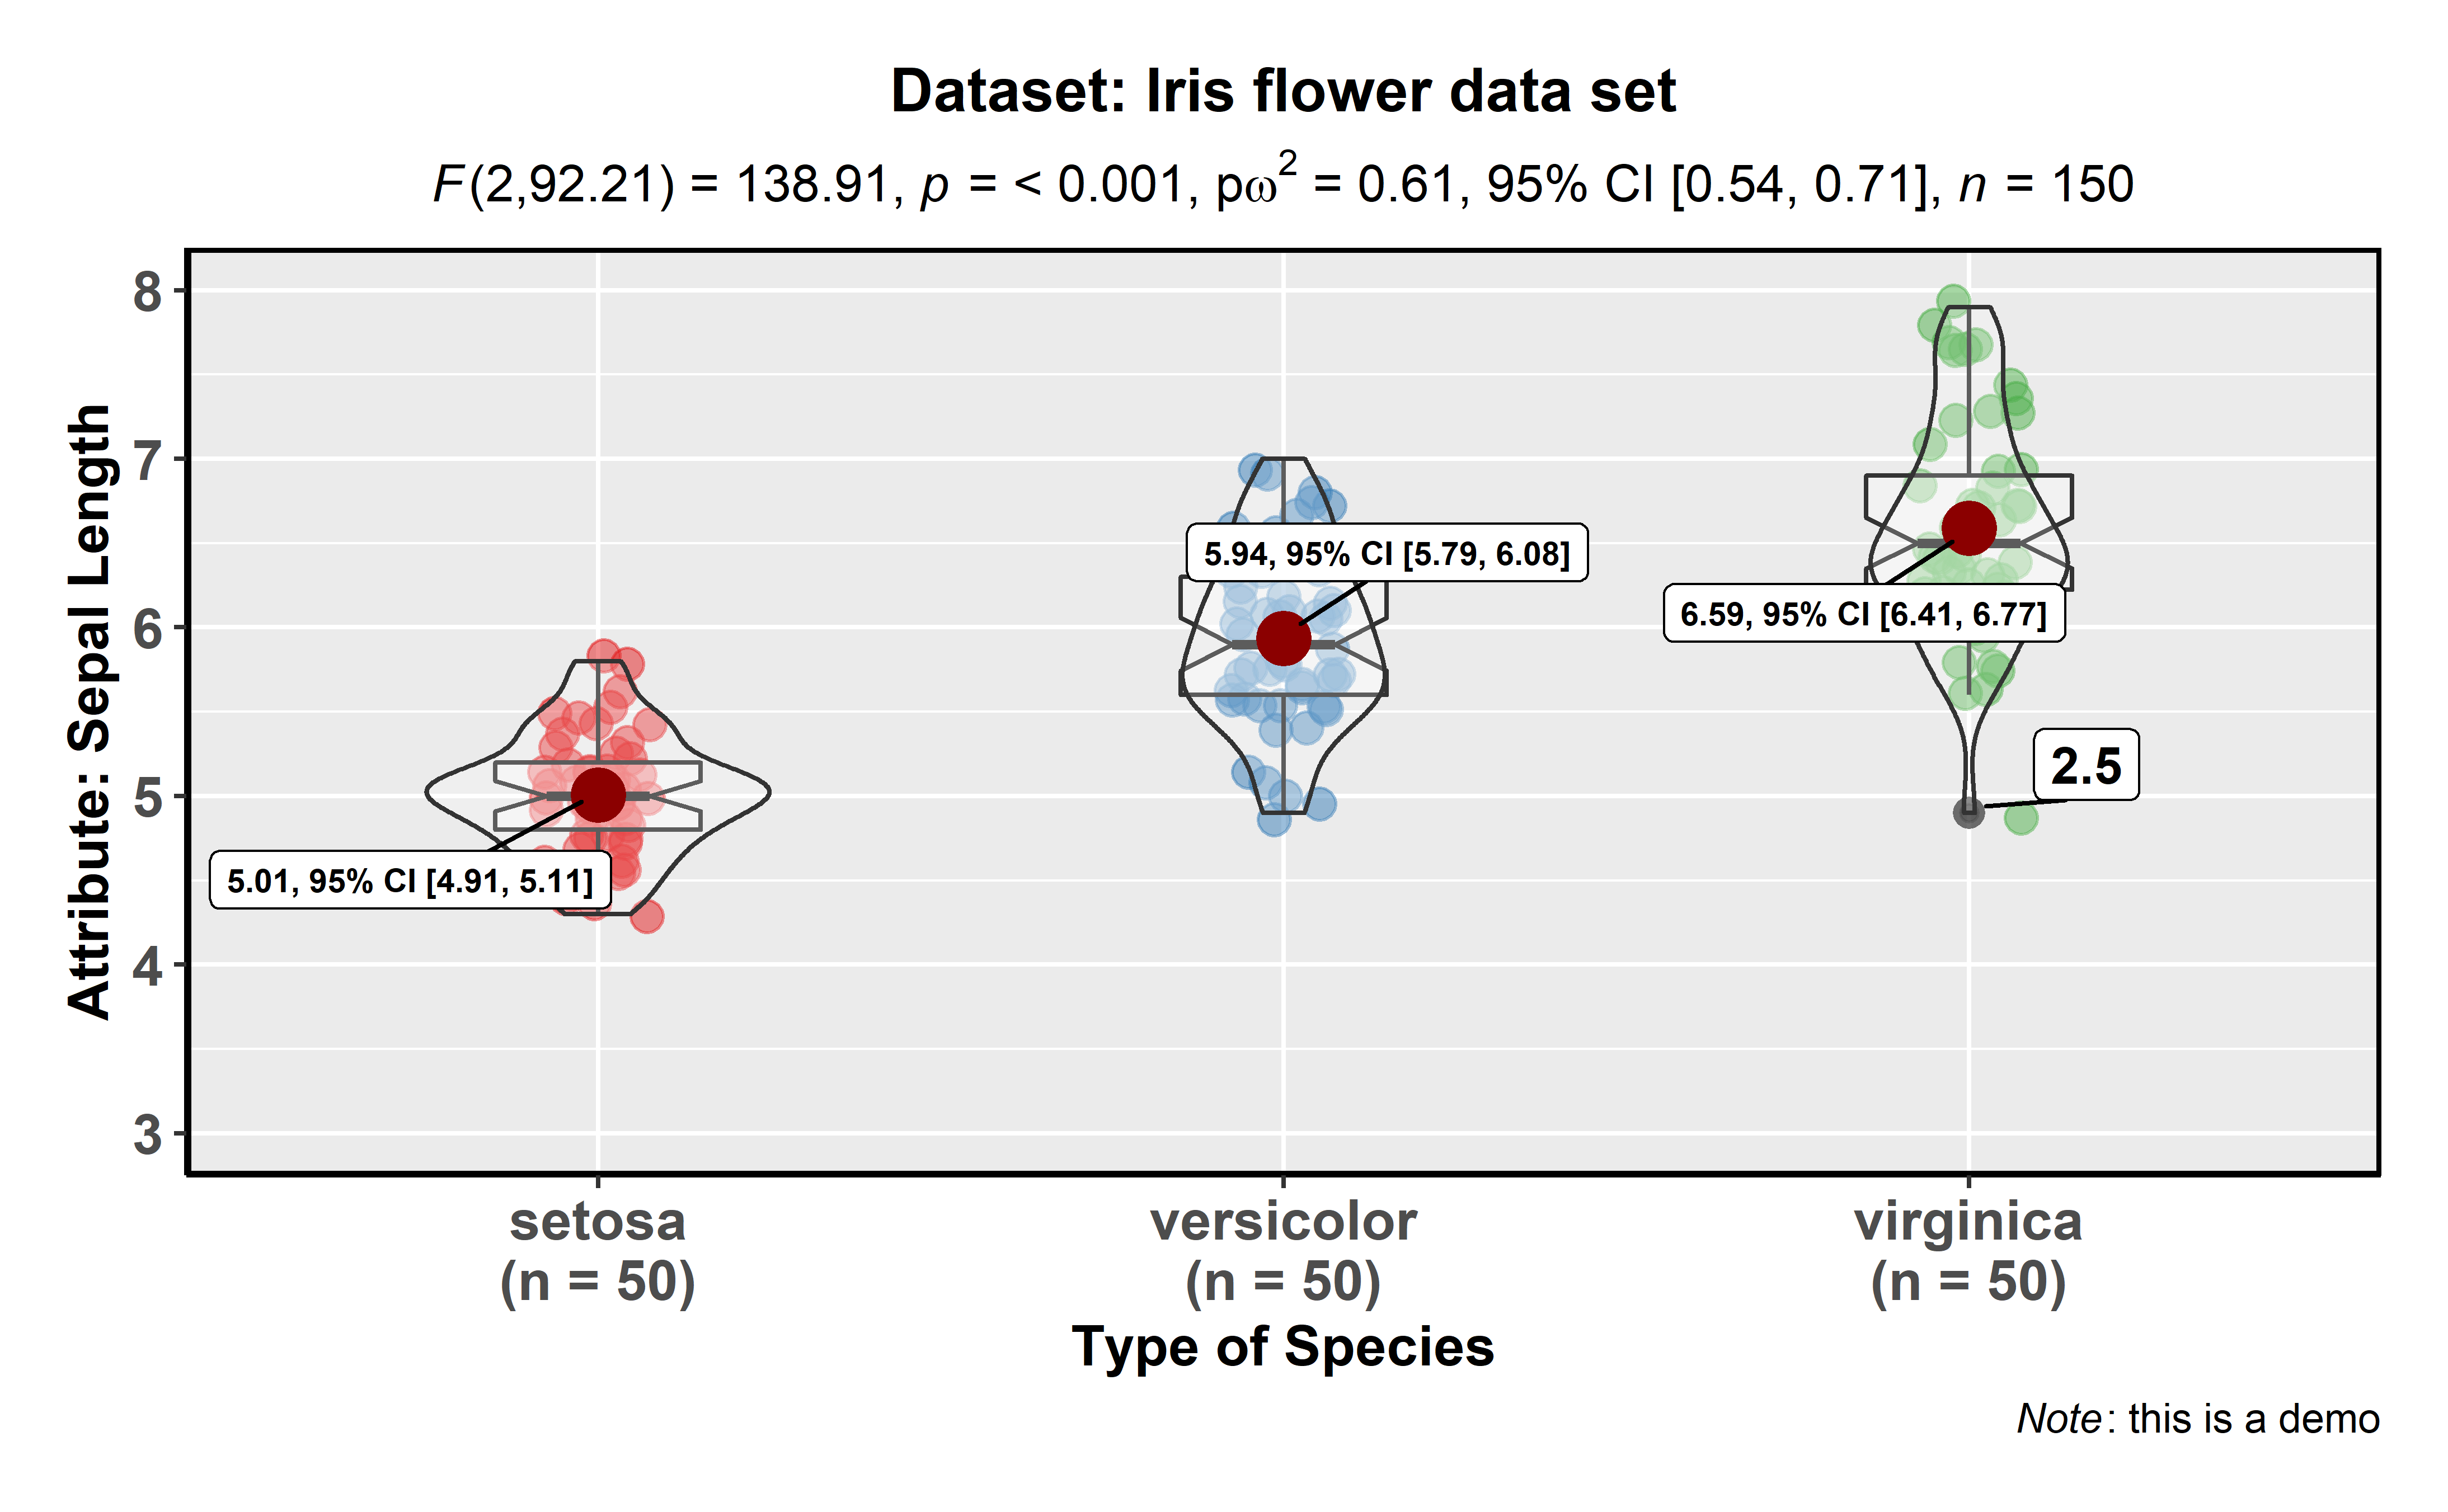 Dataset: Iris flower data set
F(2,92.21) = 138.91, p = < 0.001, pω² = 0.61, 95% CI [0.54, 0.71], n = 150
Attribute: Sepal Length
8
7
6
5
4
3
5.01, 95% CI [4.91, 5.11]
5.94, 95% CI [5.79, 6.08]
6.59, 95% CI [6.41, 6.77]
2.5
setosa
(n = 50)
versicolor
(n = 50)
virginica
(n = 50)
Type of Species
Note: this is a demo